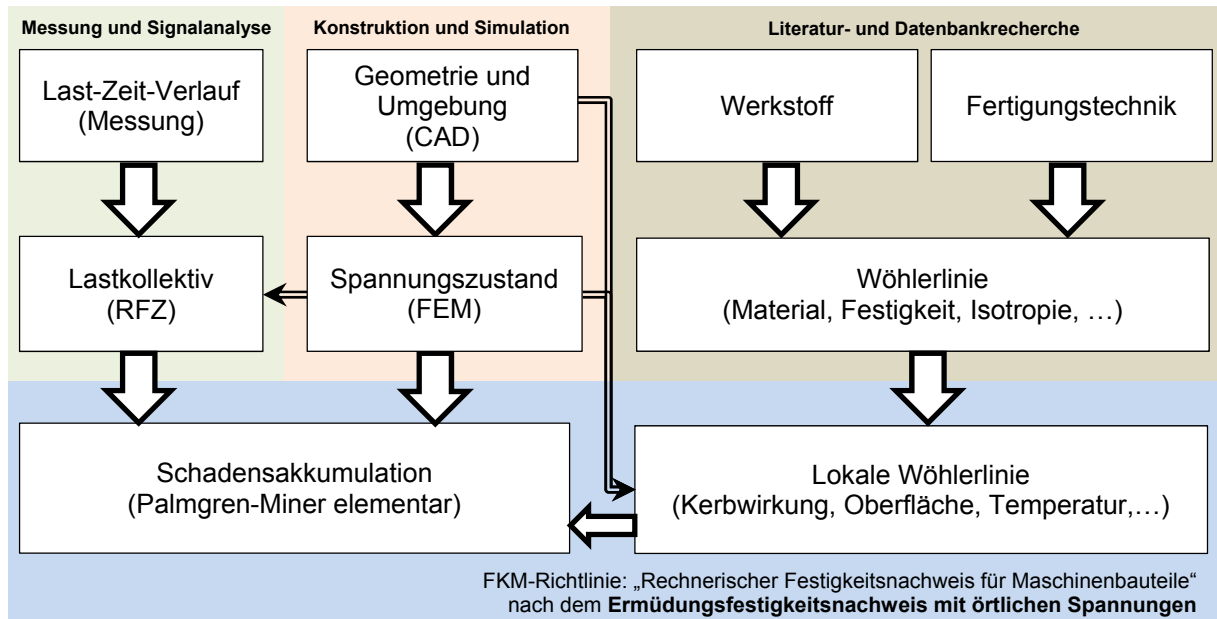 Messung und Signalanalyse
Konstruktion und Simulation
Literatur- und Datenbankrecherche
Last-Zeit-Verlauf
(Messung)
Geometrie und
Umgebung
(CAD)
Werkstoff
Fertigungstechnik
Lastkollektiv
(RFZ)
Spannungszustand
(FEM)
Wöhlerlinie
(Material, Festigkeit, Isotropie, …)
Schadensakkumulation
(Palmgren-Miner elementar)
Lokale Wöhlerlinie
(Kerbwirkung, Oberfläche, Temperatur,…)
FKM-Richtlinie: „Rechnerischer Festigkeitsnachweis für Maschinenbauteile“
nach dem Ermüdungsfestigkeitsnachweis mit örtlichen Spannungen